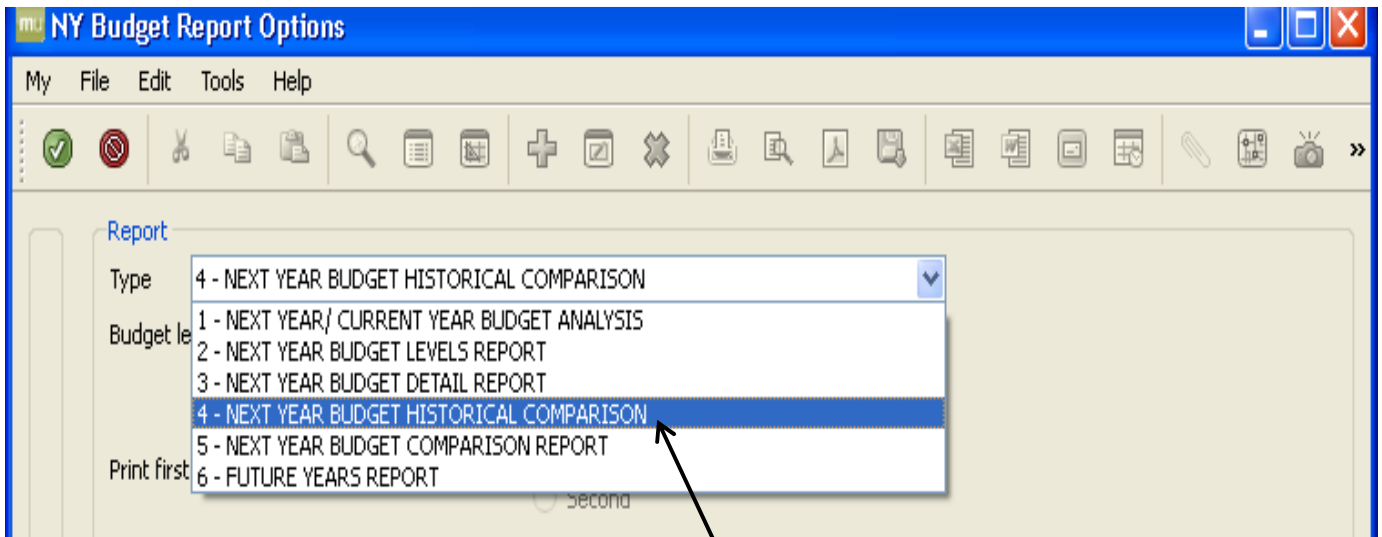 mu NY Budget Report Options
My File Edit Tools Help
Report
Type 4 - NEXT YEAR BUDGET HISTORICAL COMPARISON
1 - NEXT YEAR/ CURRENT YEAR BUDGET ANALYSIS
Budget le
2 - NEXT YEAR BUDGET LEVELS REPORT
3 - NEXT YEAR BUDGET DETAIL REPORT
4 - NEXT YEAR BUDGET HISTORICAL COMPARISON
5 - NEXT YEAR BUDGET COMPARISON REPORT
Print first
6 - FUTURE YEARS REPORT
Second